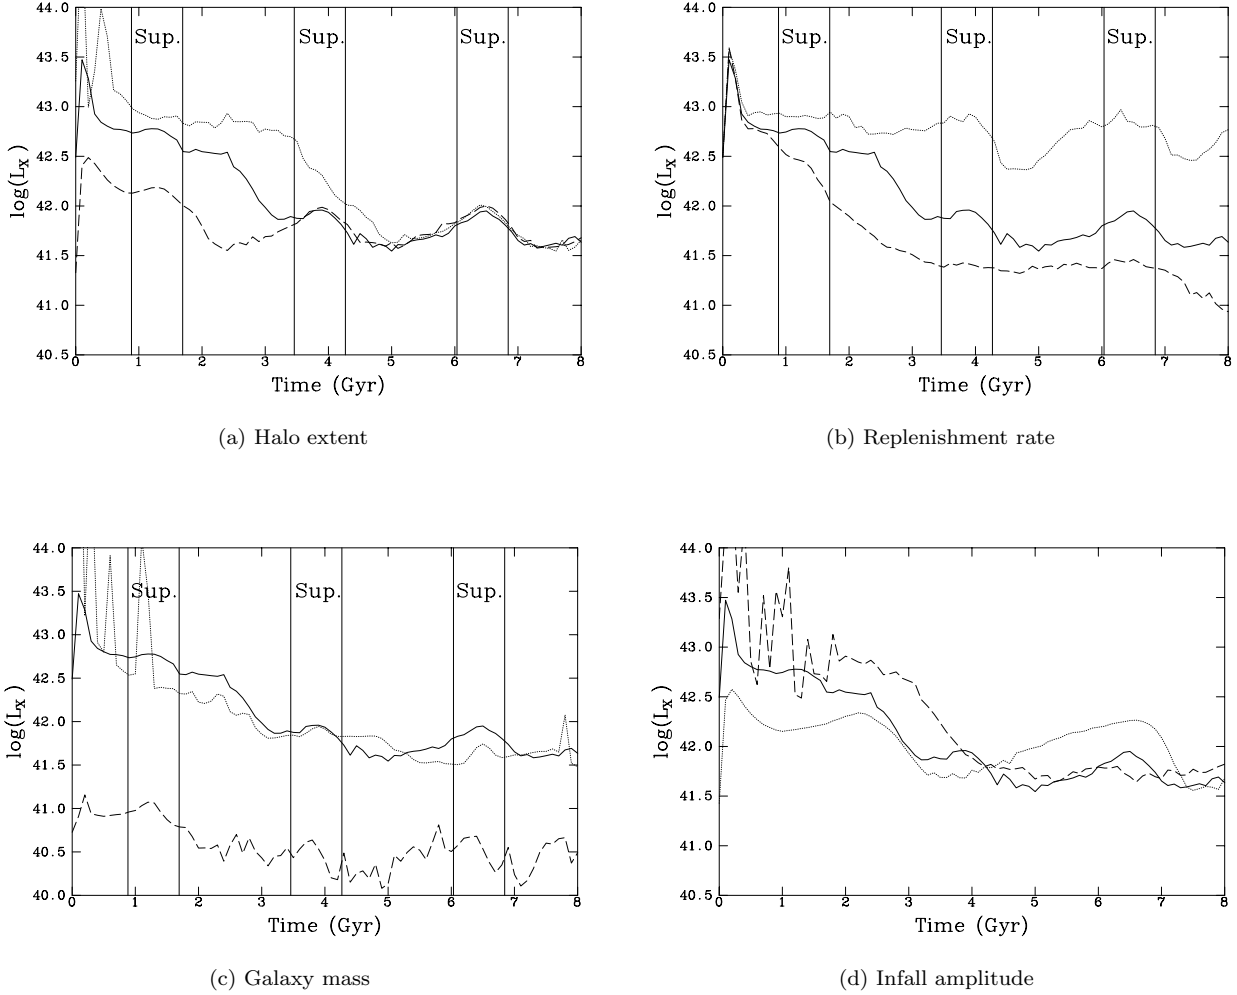 44.0
43.5
43.0
42.5
42.0
41.5
41.0
40.5
log(LX)
Sup. Sup. Sup.
0 1 2 3 4 5 6 7 8
Time (Gyr)
(a) Halo extent
44.0
43.5
43.0
42.5
42.0
41.5
41.0
40.5
log(LX)
Sup. Sup. Sup.
0 1 2 3 4 5 6 7 8
Time (Gyr)
(b) Replenishment rate
44.0
43.5
43.0
42.5
42.0
41.5
41.0
40.5
40.0
log(LX)
Sup. Sup. Sup.
0 1 2 3 4 5 6 7 8
Time (Gyr)
(c) Galaxy mass
44.0
43.5
43.0
42.5
42.0
41.5
41.0
40.5
log(LX)
0 1 2 3 4 5 6 7 8
Time (Gyr)
(d) Infall amplitude